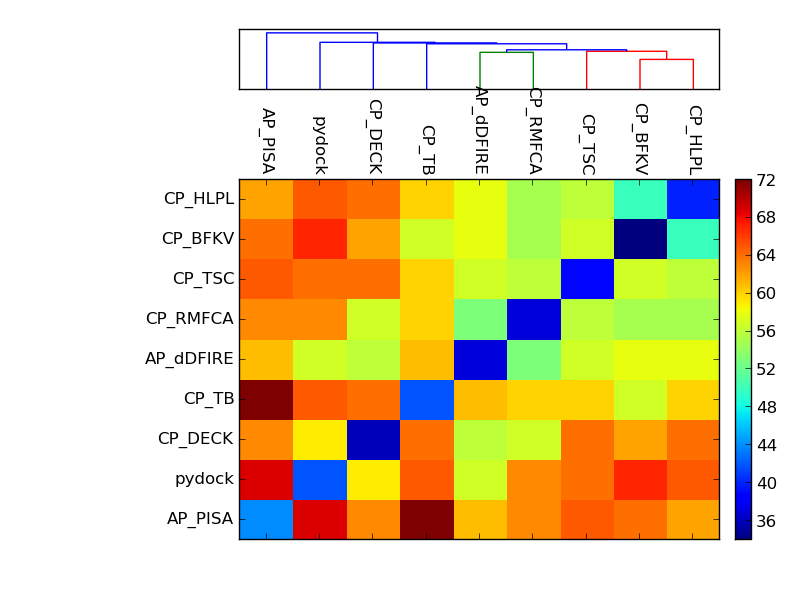 AP_PISA
pydock
CP_DECK
CP_TB
AP_dDFIRE
CP_RMFCA
CP_TSC
CP_BFKV
CP_HLPL
CP_HLPL
CP_BFKV
CP_TSC
CP_RMFCA
AP_dDFIRE
CP_TB
CP_DECK
pydock
AP_PISA
72
68
64
60
56
52
48
44
40
36